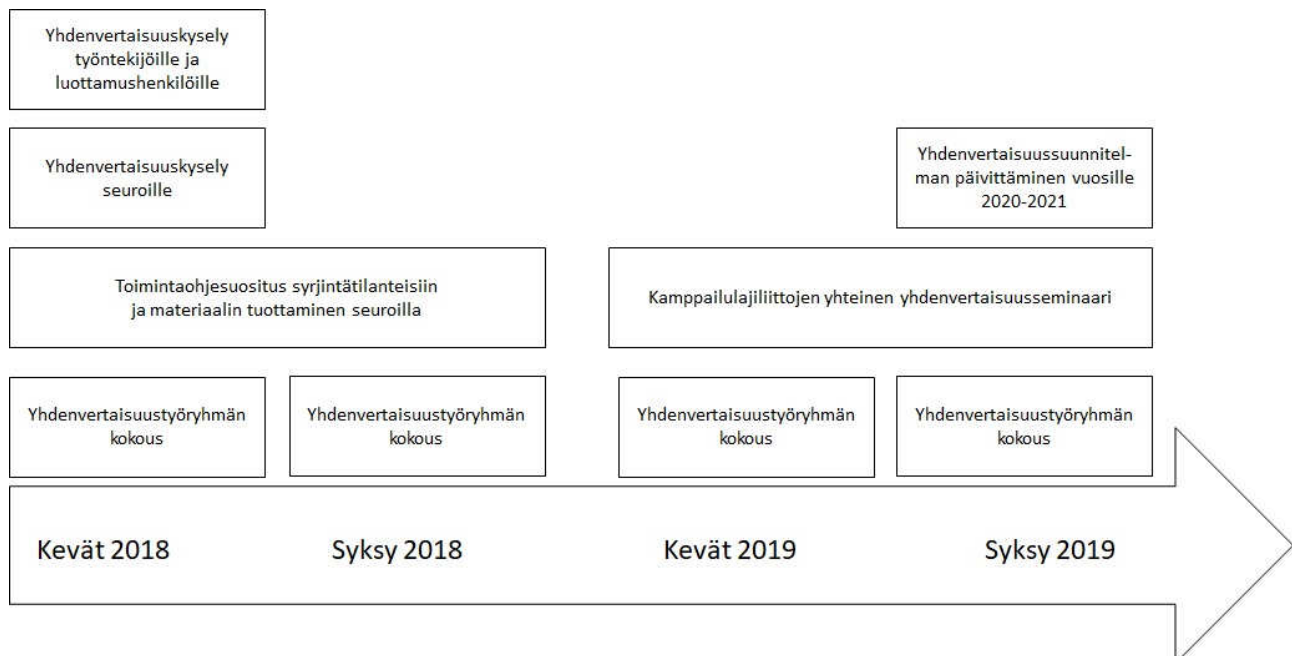 Yhdenvertaisuuskysely
työntekijöille ja
luottamushenkilöille
Yhdenvertaisuuskysely
seuroille
Yhdenvertaisuussuunnitel-
man päivittäminen vuosille
2020-2021
Toimintaohjesuositus syrjintätilanteisiin
ja materiaalin tuottaminen seuroilla
Kamppailulajiliittojen yhteinen yhdenvertaisuusseminaari
Yhdenvertaisuustyöryhmän
kokous
Yhdenvertaisuustyöryhmän
kokous
Yhdenvertaisuustyöryhmän
kokous
Yhdenvertaisuustyöryhmän
kokous
Kevät 2018
Syksy 2018
Kevät 2019
Syksy 2019